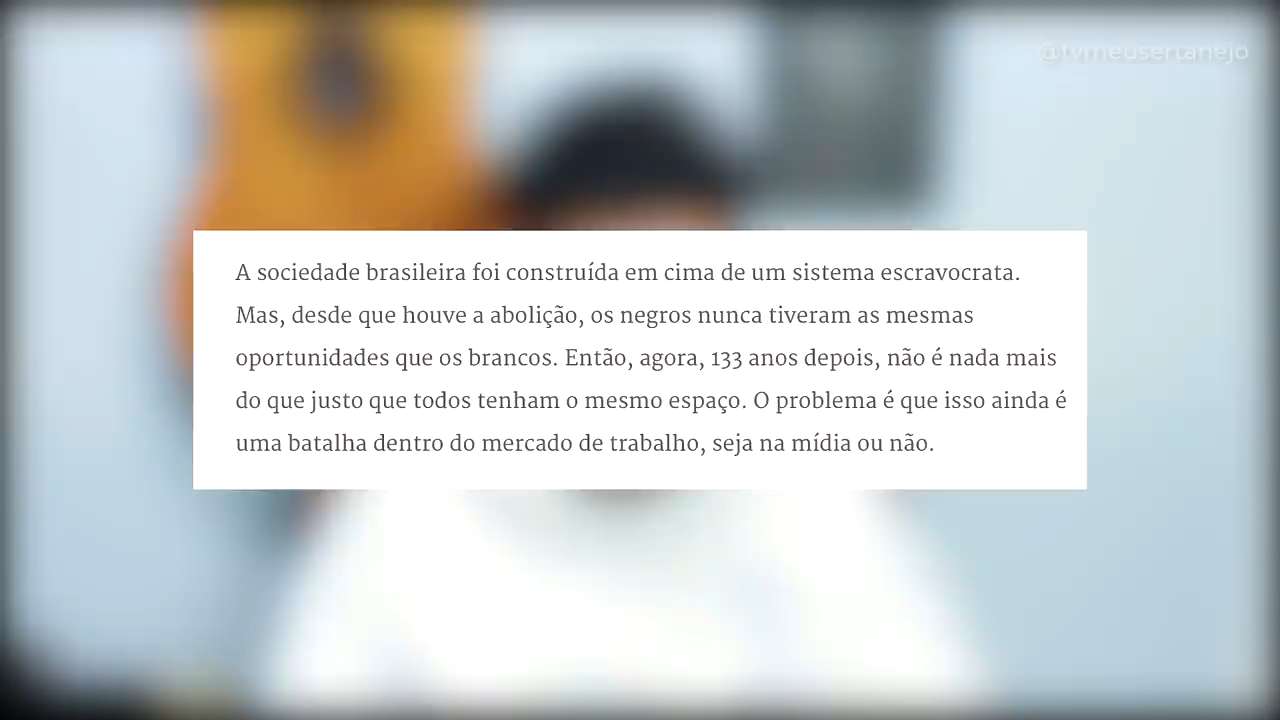 @tvmeusertanejo
A sociedade brasileira foi construída em cima de um sistema escravocrata.
Mas, desde que houve a abolição, os negros nunca tiveram as mesmas
oportunidades que os brancos. Então, agora, 133 anos depois, não é nada mais
do que justo que todos tenham o mesmo espaço. O problema é que isso ainda é
uma batalha dentro do mercado de trabalho, seja na mídia ou não.